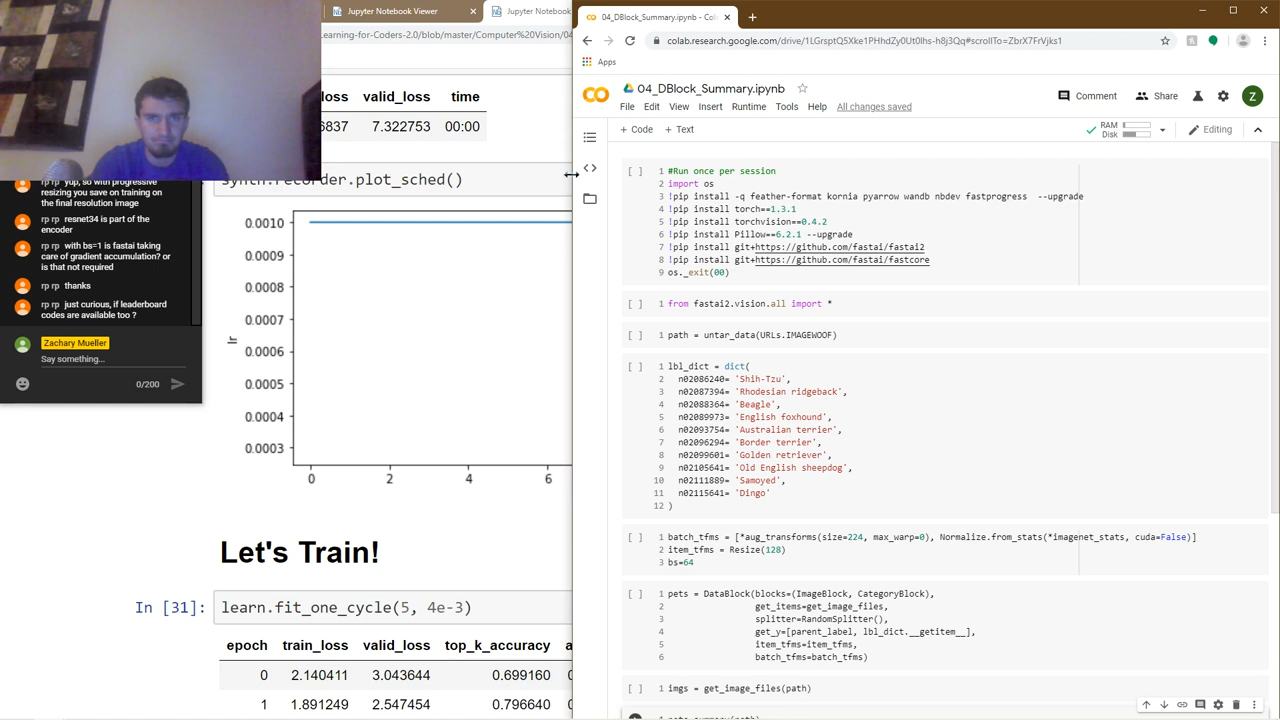 Jupyter Notebook Viewer
Jupyter Notebook
Learning-for-Coders-2.0/blob/master/Computer%20Vision/04
loss valid_loss time
6837 7.322753 00:00
synth.recorder.plot_sched()
0.0010
0.0009
0.0008
0.0007
0.0006
0.0005
0.0004
0.0003
lr
0 2 4 6
Let's Train!
In [31]: learn.fit_one_cycle(5, 4e-3)
epoch train_loss valid_loss top_k_accuracy a
0 2.140411 3.043644 0.699160
1 1.891249 2.547454 0.796640
rp rp yup, so with progressive
resizing you save on training on
the final resolution image
rp rp resnet34 is part of the
encoder
rp rp with bs=1 is fastai taking
care of gradient accumulation? or
is that not required
rp rp thanks
rp rp just curious, if leaderboard
codes are available too ?
Zachary Mueller
Say something...
0/200
04_DBlock_Summary.ipynb - Col
colab.research.google.com/drive/1LGrsptQ5Xke1PHhdZy0Ut0lhs-h8j3Qq#scrollTo=ZbrX7FrVjks1
Apps
04_DBlock_Summary.ipynb
File Edit View Insert Runtime Tools Help All changes saved
Comment Share Z
+ Code + Text
RAM
Disk
Editing
[ ] 1 #Run once per session
2 import os
3 !pip install -q feather-format kornia pyarrow wandb nbdev fastprogress --upgrade
4 !pip install torch==1.3.1
5 !pip install torchvision==0.4.2
6 !pip install Pillow==6.2.1 --upgrade
7 !pip install git+https://github.com/fastai/fastai2
8 !pip install git+https://github.com/fastai/fastcore
9 os._exit(00)
[ ] 1 from fastai2.vision.all import *
[ ] 1 path = untar_data(URLs.IMAGEWOOF)
[ ] 1 lbl_dict = dict(
2 n02086240= 'Shih-Tzu',
3 n02087394= 'Rhodesian ridgeback',
4 n02088364= 'Beagle',
5 n02089973= 'English foxhound',
6 n02093754= 'Australian terrier',
7 n02096294= 'Border terrier',
8 n02099601= 'Golden retriever',
9 n02105641= 'Old English sheepdog',
10 n02111889= 'Samoyed',
11 n02115641= 'Dingo'
12 )
[ ] 1 batch_tfms = [*aug_transforms(size=224, max_warp=0), Normalize.from_stats(*imagenet_stats, cuda=False)]
2 item_tfms = Resize(128)
3 bs=64
[ ] 1 pets = DataBlock(blocks=(ImageBlock, CategoryBlock),
2 get_items=get_image_files,
3 splitter=RandomSplitter(),
4 get_y=[parent_label, lbl_dict.__getitem__],
5 item_tfms=item_tfms,
6 batch_tfms=batch_tfms)
[ ] 1 imgs = get_image_files(path)